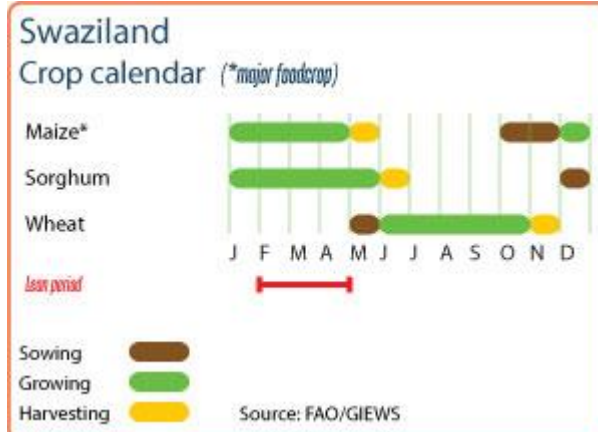 Swaziland
Crop calendar (*major foodcrop)
Maize*
Sorghum
Wheat
J F M A M J J A S O N D
Lean period
Sowing
Growing
Harvesting Source: FAO/GIEWS